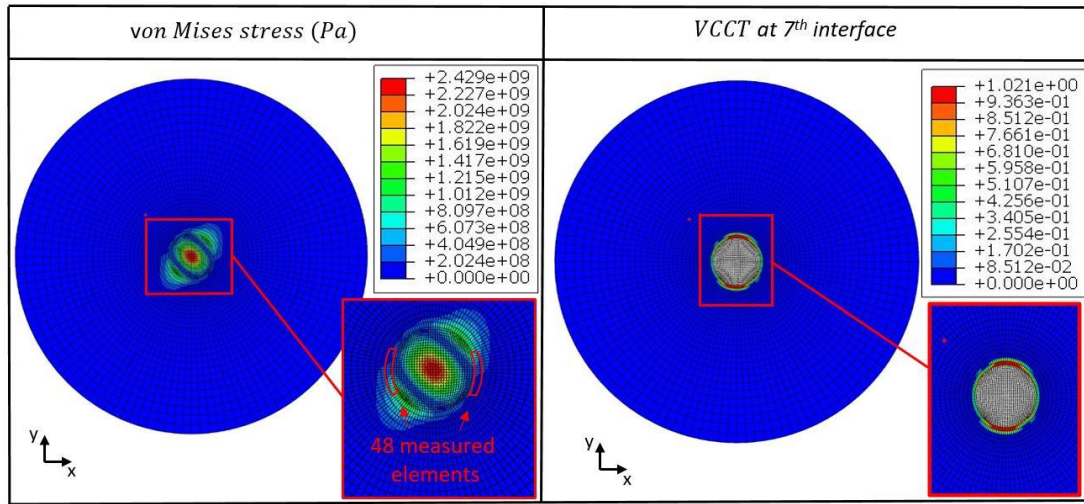 von Mises stress (Pa)
VCCT at 7th interface
+2.429e+09
+2.227e+09
+2.024e+09
+1.822e+09
+1.619e+09
+1.417e+09
+1.215e+09
+1.012e+09
+8.097e+08
+6.073e+08
+4.049e+08
+2.024e+08
+0.000e+00
48 measured
elements
y
x
+1.021e+00
+9.363e-01
+8.512e-01
+7.661e-01
+6.810e-01
+5.958e-01
+5.107e-01
+4.256e-01
+3.405e-01
+2.554e-01
+1.702e-01
+8.512e-02
+0.000e+00
y
x